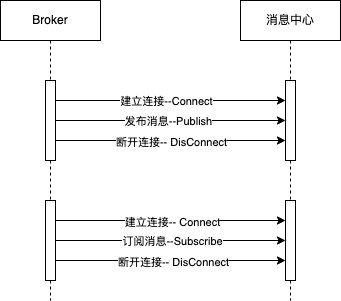 Broker
消息中心
建立连接--Connect
发布消息--Publish
断开连接-- DisConnect
建立连接-- Connect
订阅消息--Subscribe
断开连接-- DisConnect